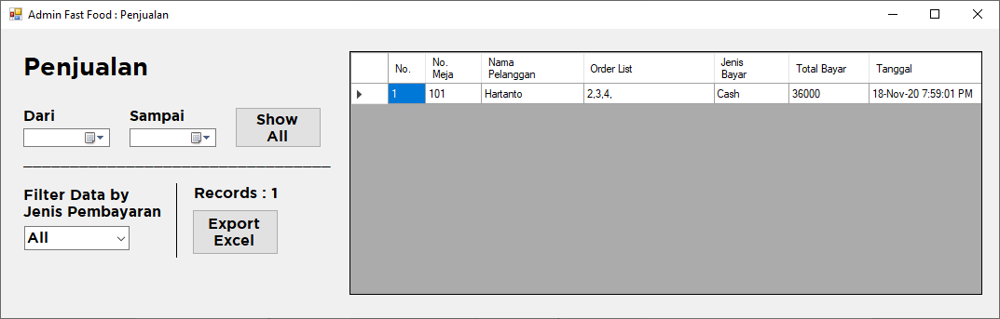 Admin Fast Food : Penjualan
Penjualan
Dari
Sampai
Show
All
Filter Data by
Jenis Pembayaran
All
Records : 1
Export
Excel
No.
No.
Meja
Nama
Pelanggan
Order List
Jenis
Bayar
Total Bayar
Tanggal
1
101
Hartanto
2,3,4,
Cash
36000
18-Nov-20 7:59:01 PM